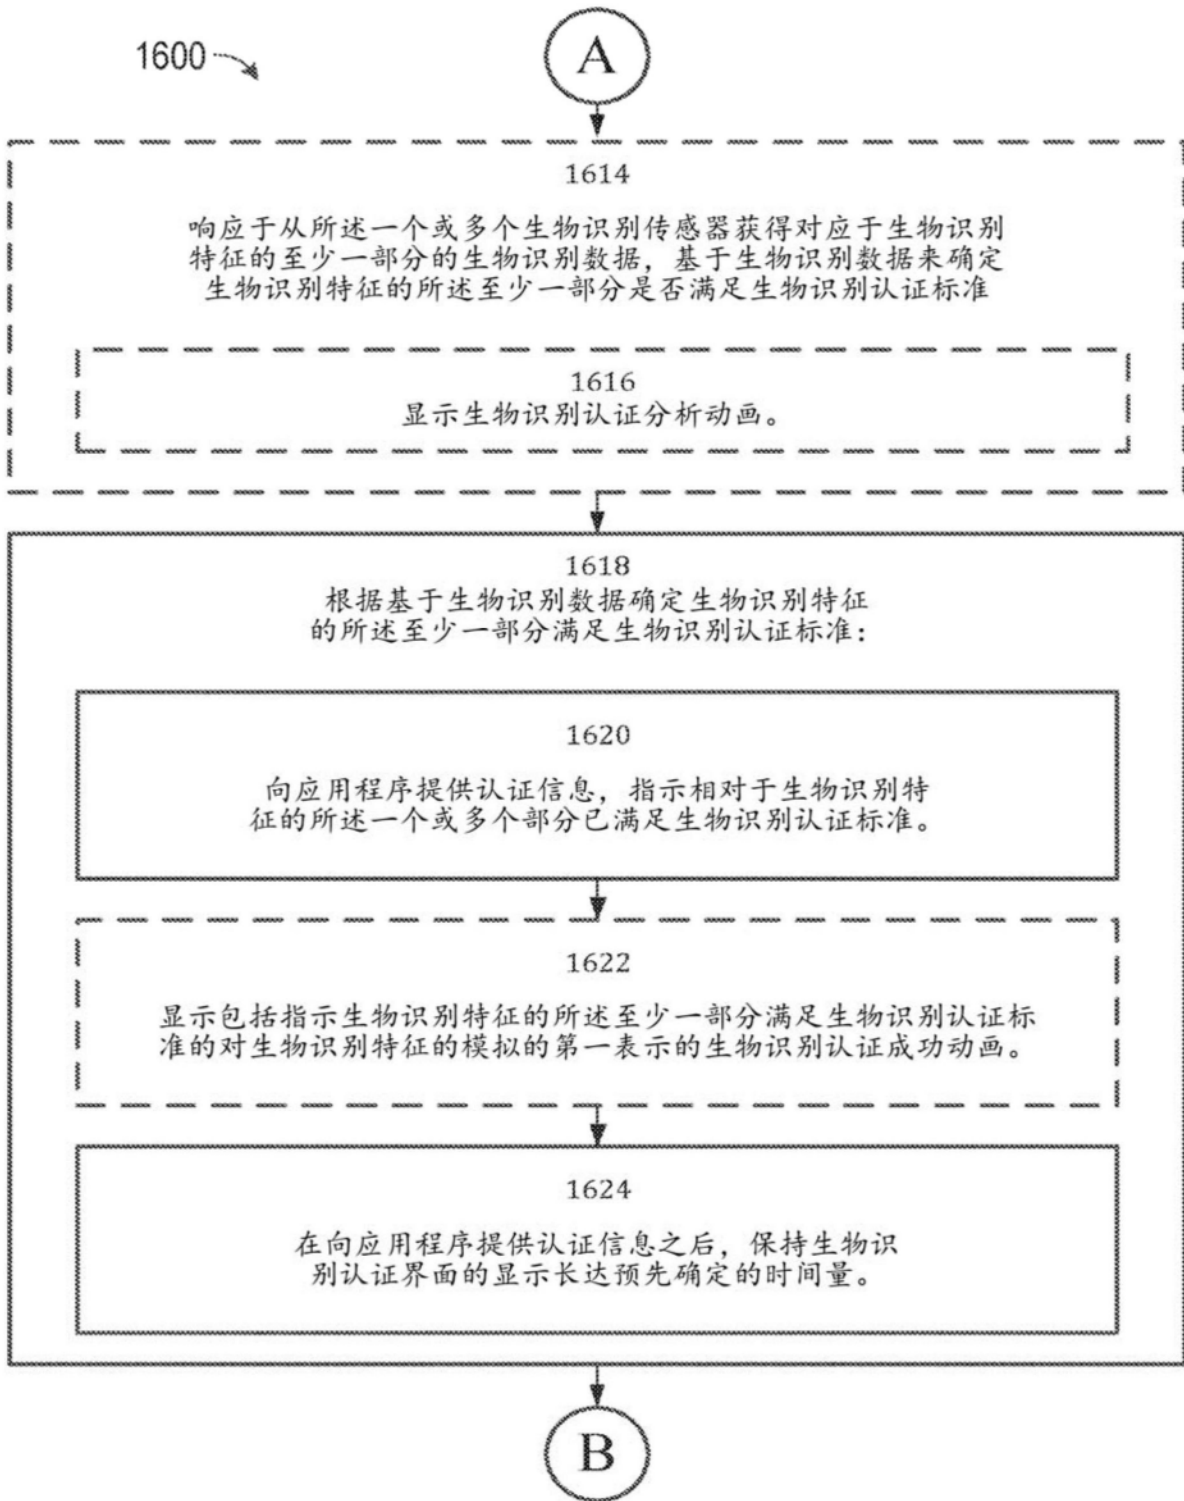 1600
A
1614
响应于从所述一个或多个生物识别传感器获得对应于生物识别
特征的至少一部分的生物识别数据，基于生物识别数据来确定
生物识别特征的所述至少一部分是否满足生物识别认证标准
1616
显示生物识别认证分析动画。
1618
根据基于生物识别数据确定生物识别特征
的所述至少一部分满足生物识别认证标准：
1620
向应用程序提供认证信息，指示相对于生物识别特
征的所述一个或多个部分已满足生物识别认证标准。
1622
显示包括指示生物识别特征的所述至少一部分满足生物识别认证标
准的对生物识别特征的模拟的第一表示的生物识别认证成功动画。
1624
在向应用程序提供认证信息之后，保持生物识
别认证界面的显示长达预先确定的时间量。
B